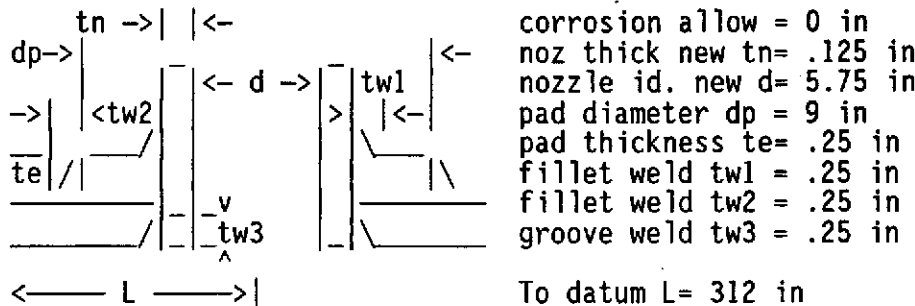 tn ->| |<- corrosion allow = 0 in
dp->| |<- noz thick new tn= .125 in
|<- d ->| tw1 nozzle id. new d= 5.75 in
->| |<tw2 > |<- pad diameter dp = 9 in
pad thickness te= .25 in
te fillet weld tw1 = .25 in
v fillet weld tw2 = .25 in
tw3 groove weld tw3 = .25 in
^
<—— L ——>| To datum L= 312 in